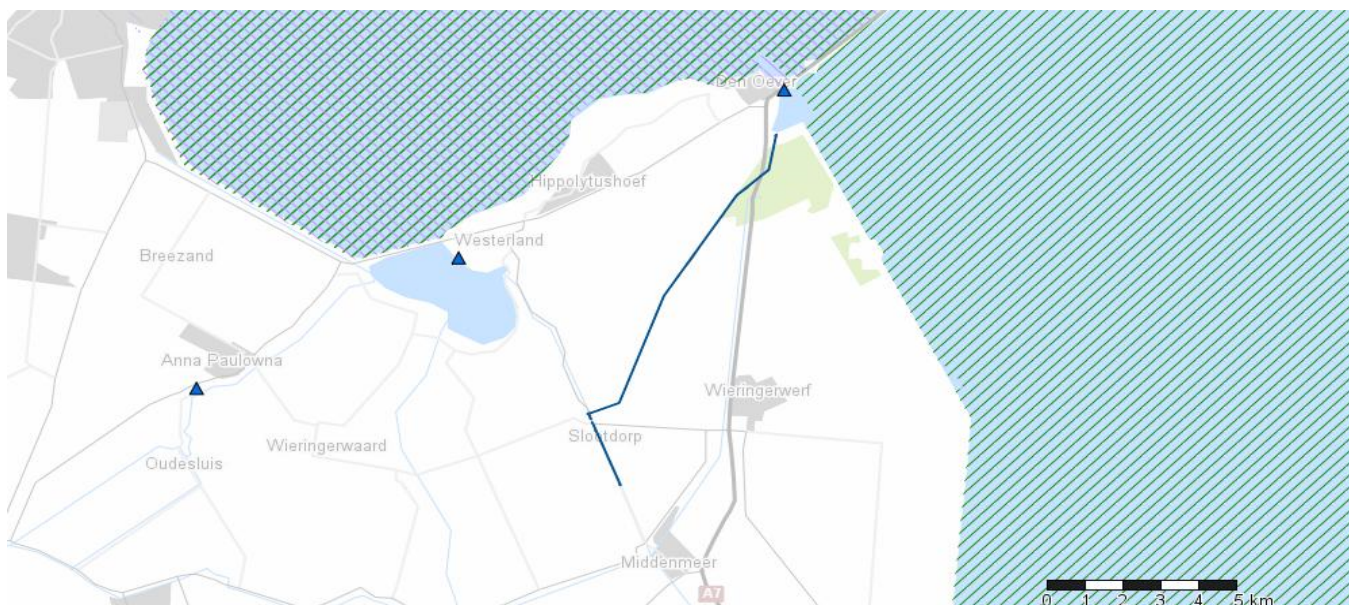 Den Oever
Hippolytushoef
Westerland
Breezand
Anna Paulowna
Wieringerwerf
Slootdorp
Wieringerwaard
Oudesluis
Middenmeer
A7
0 1 2 3 4 5 km